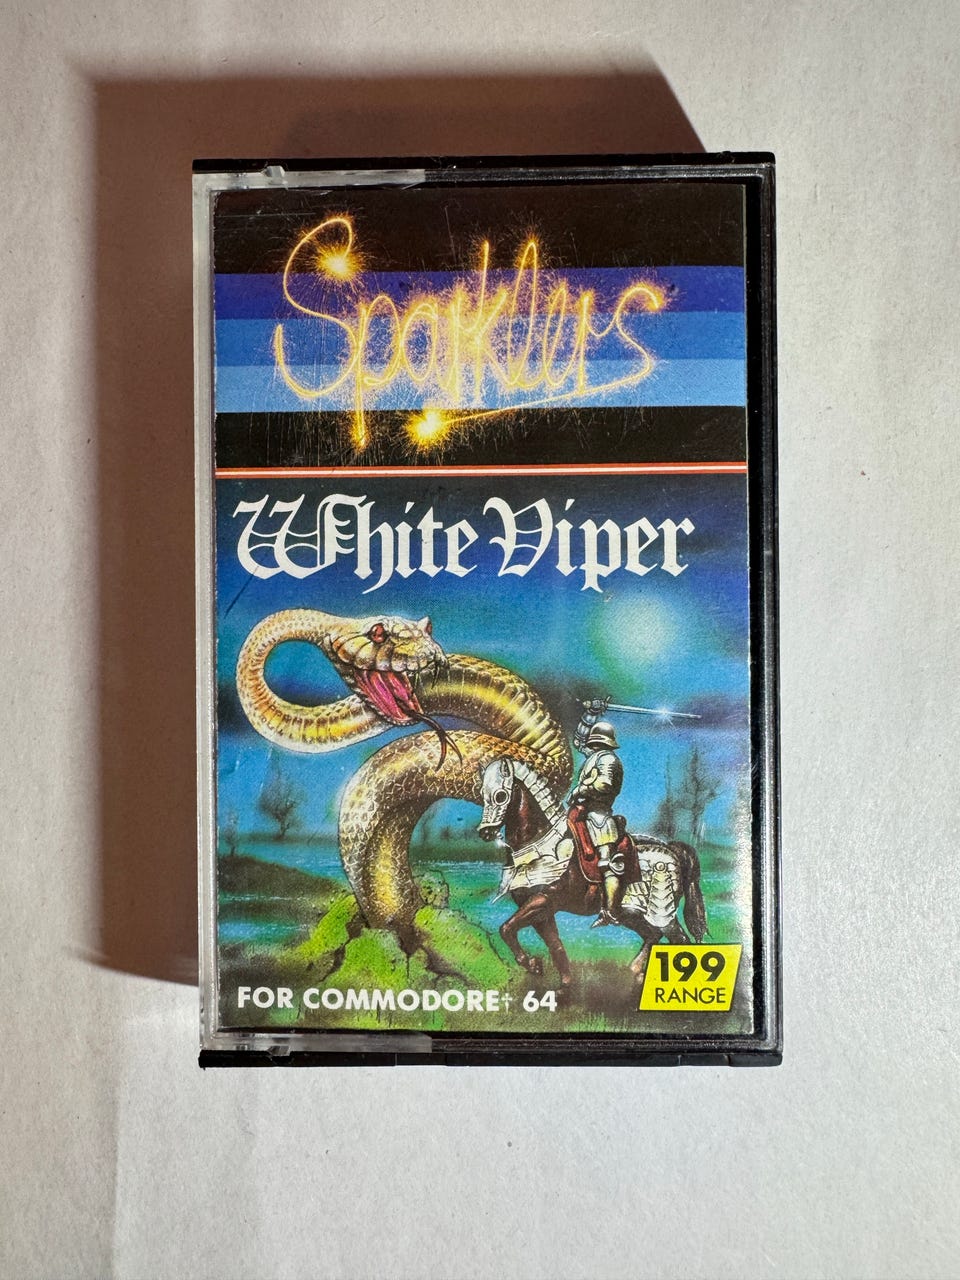 Sparklers
White Viper
199
RANGE
FOR COMMODORE† 64